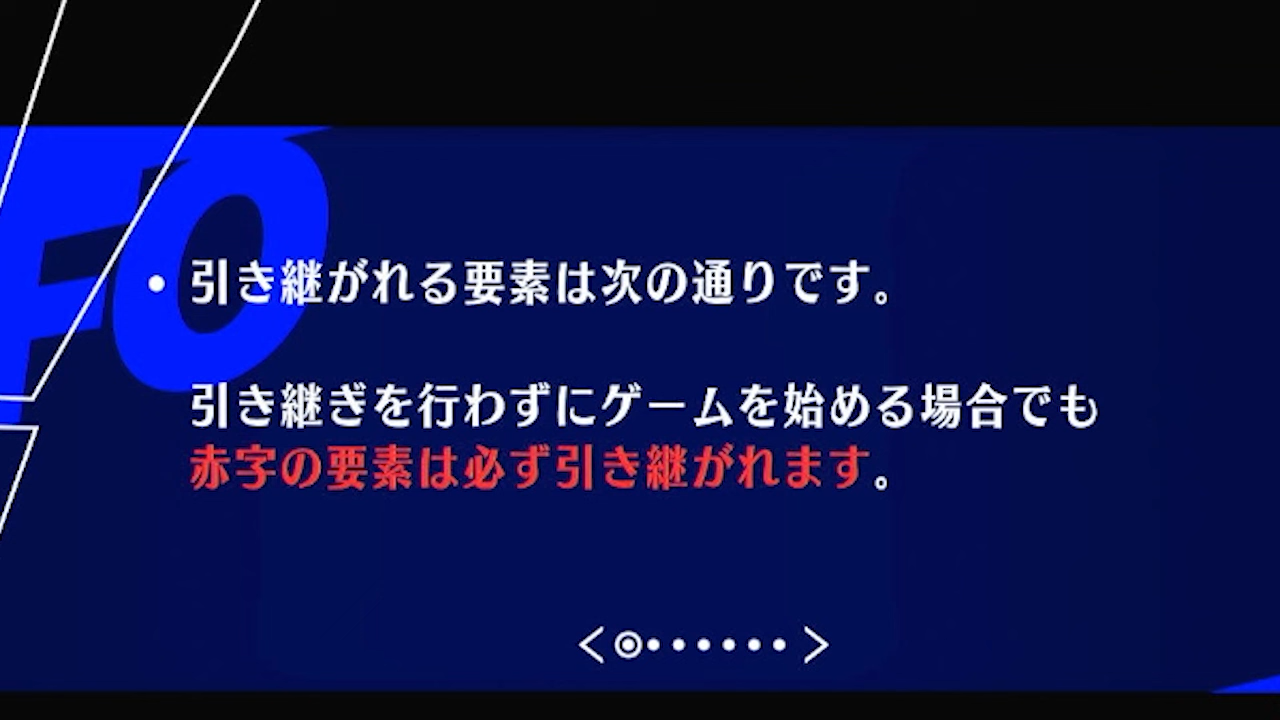 FO
• 引き継がれる要素は次の通りです。
引き継ぎを行わずにゲームを始める場合でも
赤字の要素は必ず引き継がれます。